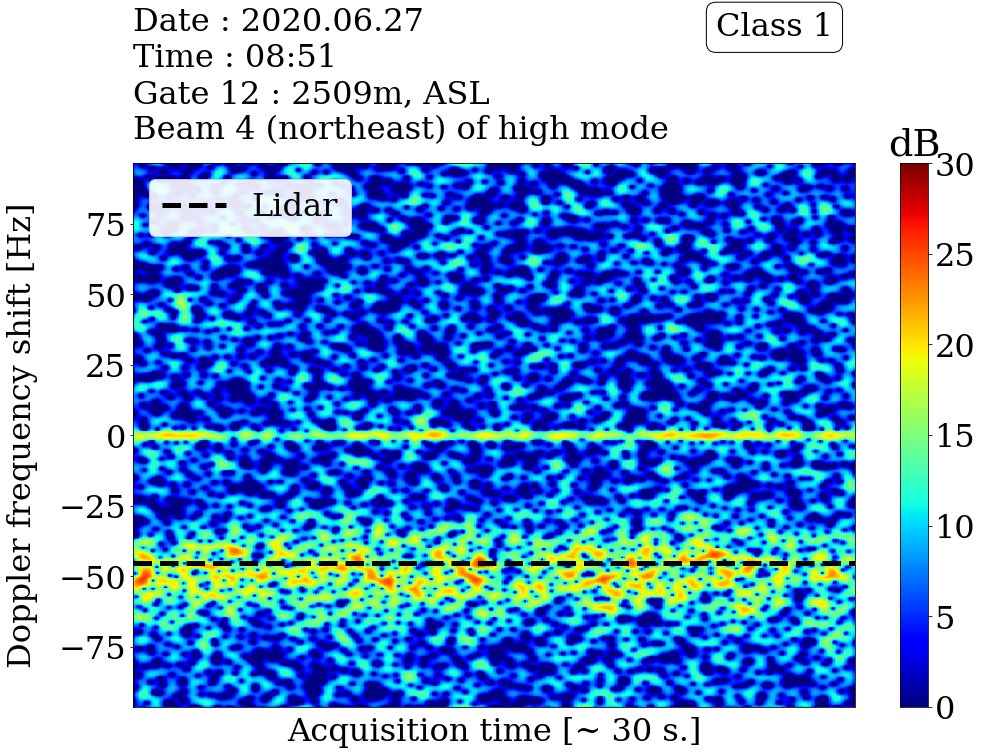 Date : 2020.06.27
Time : 08:51
Gate 12 : 2509m, ASL
Beam 4 (northeast) of high mode
Class 1
dB
Lidar
Doppler frequency shift [Hz]
75
50
25
0
−25
−50
−75
30
25
20
15
10
5
0
Acquisition time [~ 30 s.]